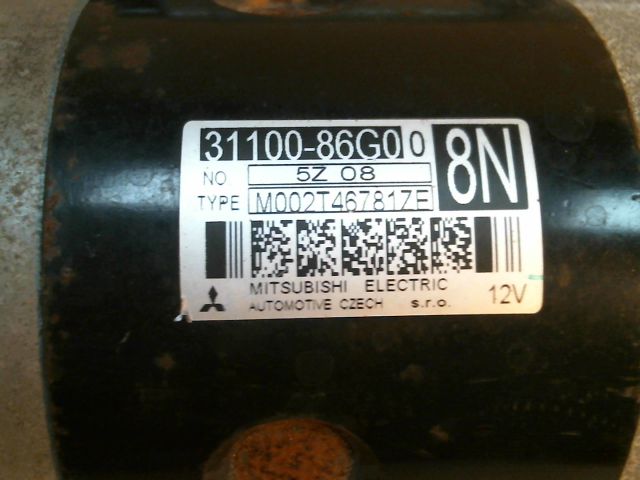 31100-86G00
8N
NO 5Z 08
TYPE M002T46781ZE
MITSUBISHI ELECTRIC
AUTOMOTIVE CZECH s.r.o.
12V